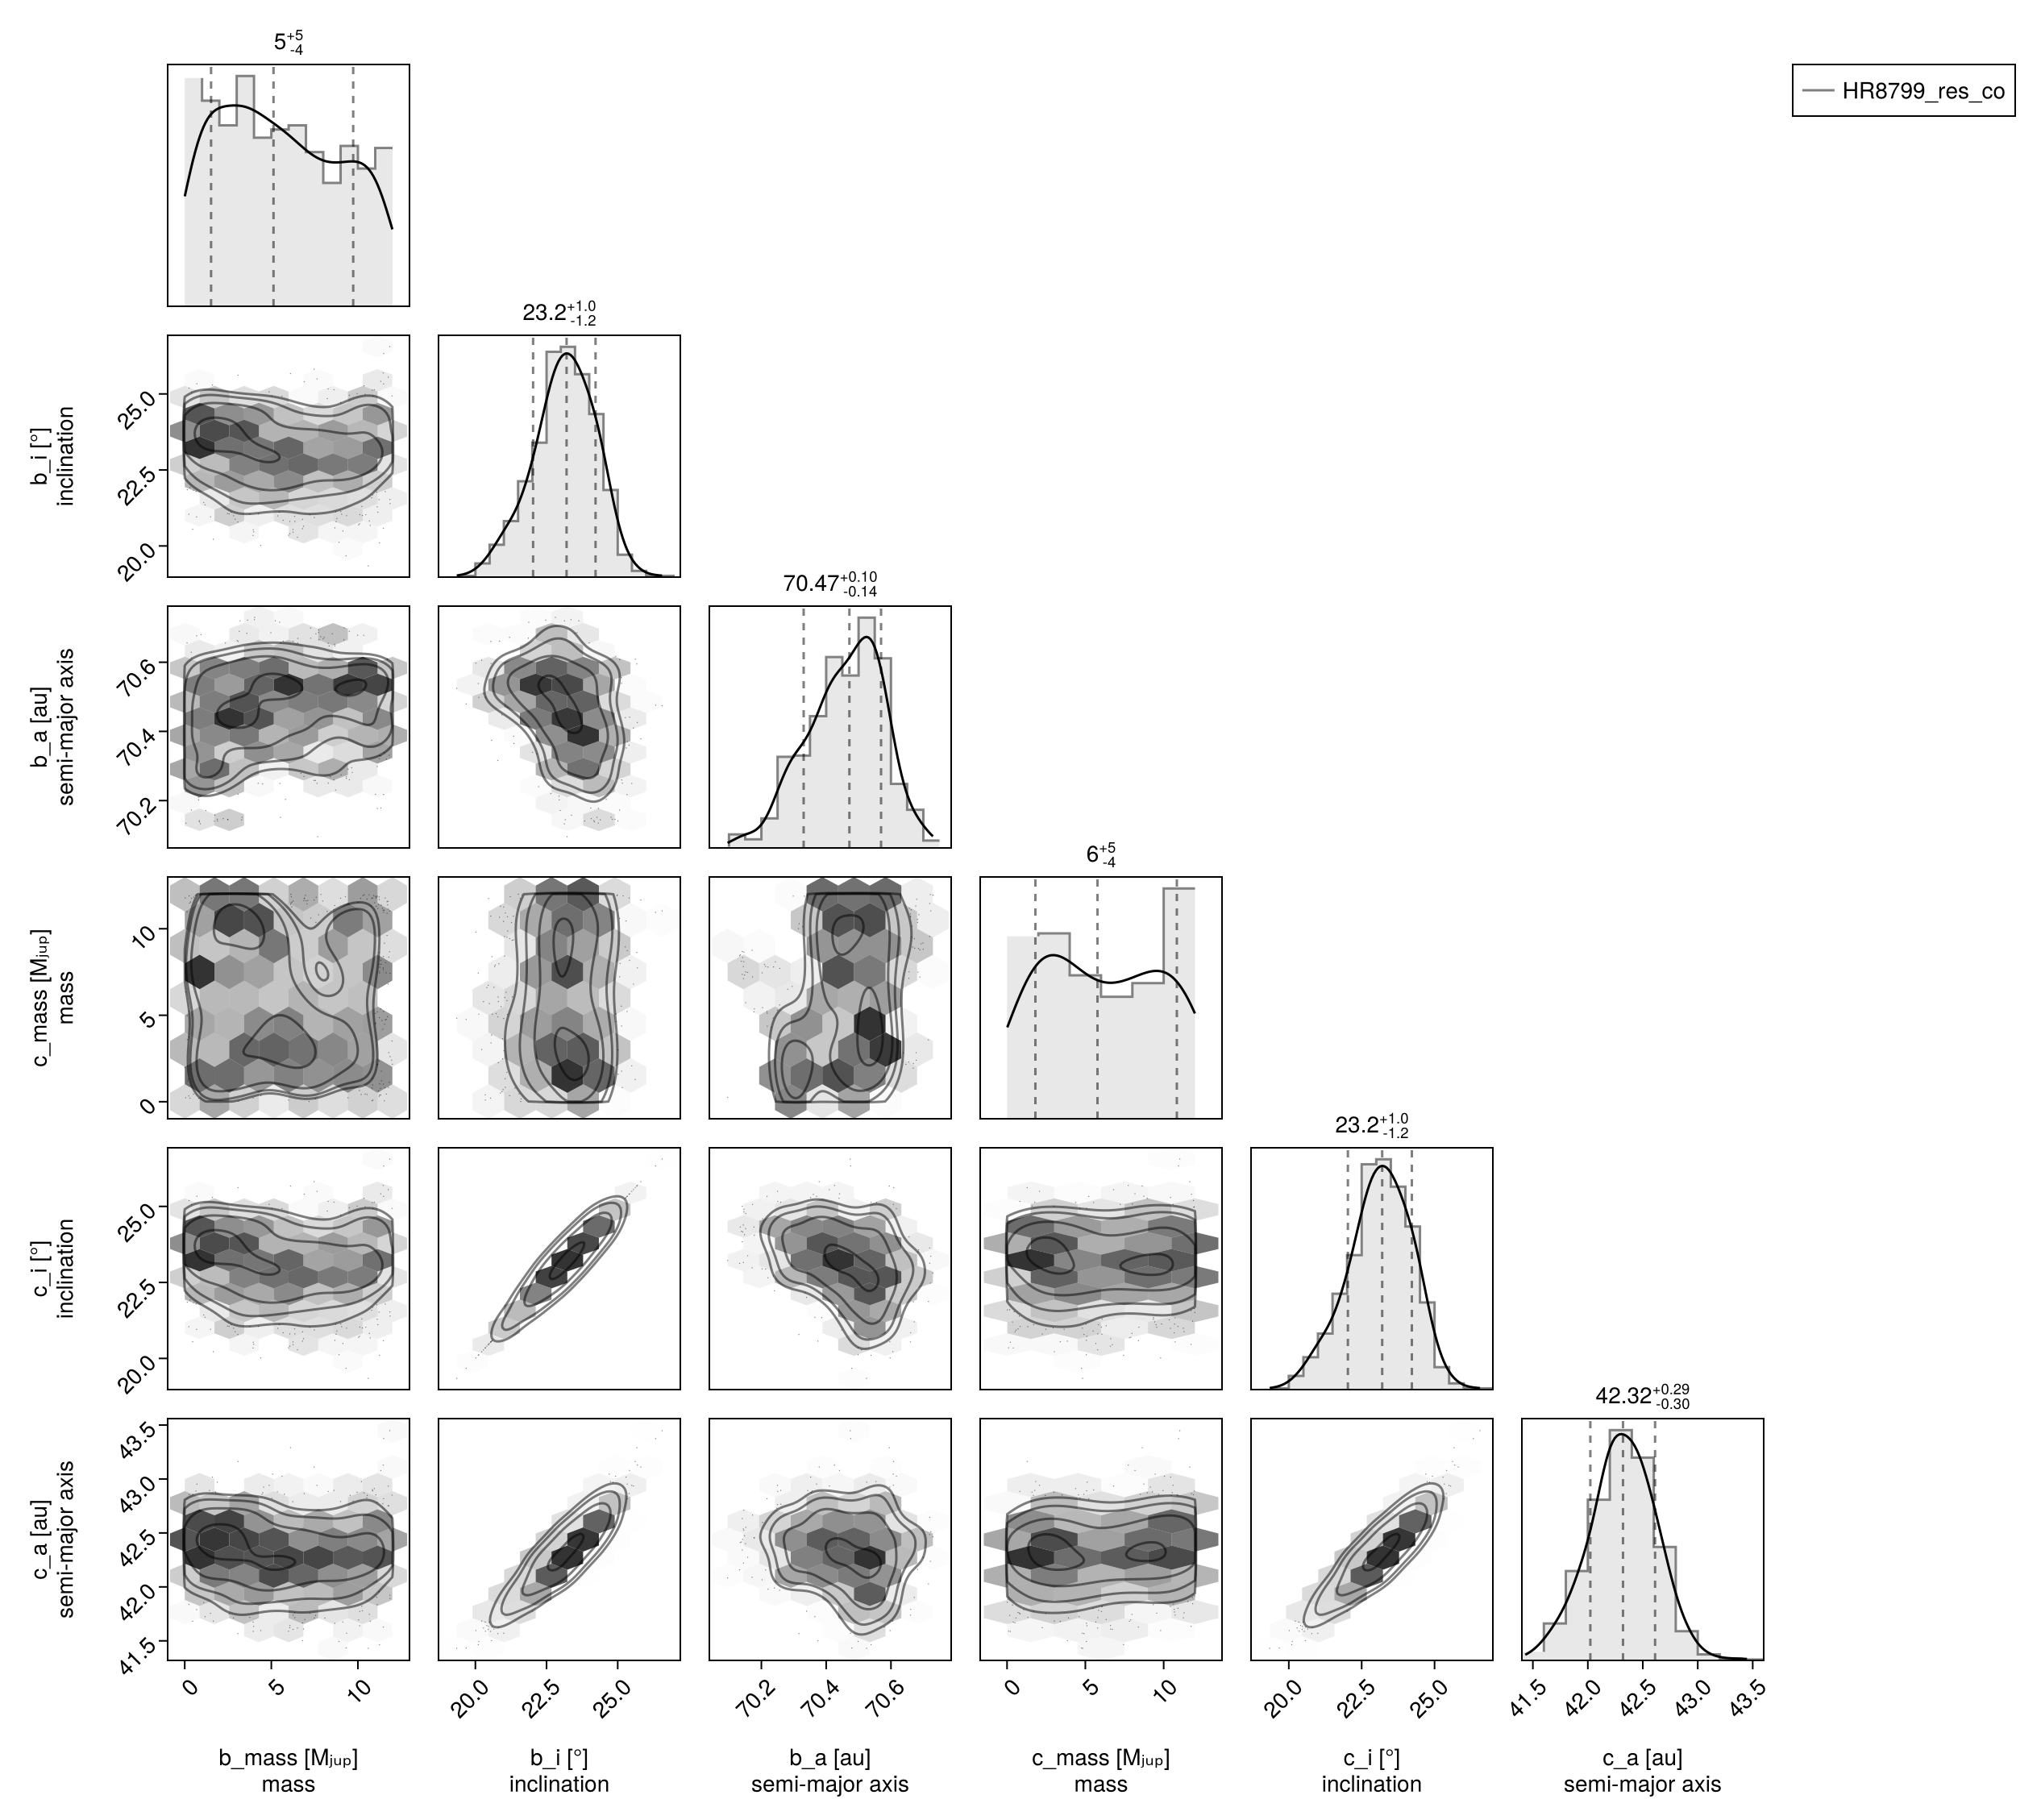 5+5-4
HR8799_res_co
23.2+1.0-1.2
b_i [°]
inclination
25.0
22.5
20.0
70.47+0.10-0.14
b_a [au]
semi-major axis
70.6
70.4
70.2
6+5-4
c_mass [Mⱼᵤₚ]
mass
10
5
0
23.2+1.0-1.2
c_i [°]
inclination
25.0
22.5
20.0
42.32+0.29-0.30
c_a [au]
semi-major axis
43.5
43.0
42.5
42.0
41.5
0 5 10 20.0 22.5 25.0 70.2 70.4 70.6 0 5 10 20.0 22.5 25.0 41.5 42.0 42.5 43.0 43.5
b_mass [Mⱼᵤₚ] b_i [°] b_a [au] c_mass [Mⱼᵤₚ] c_i [°] c_a [au]
mass inclination semi-major axis mass inclination semi-major axis